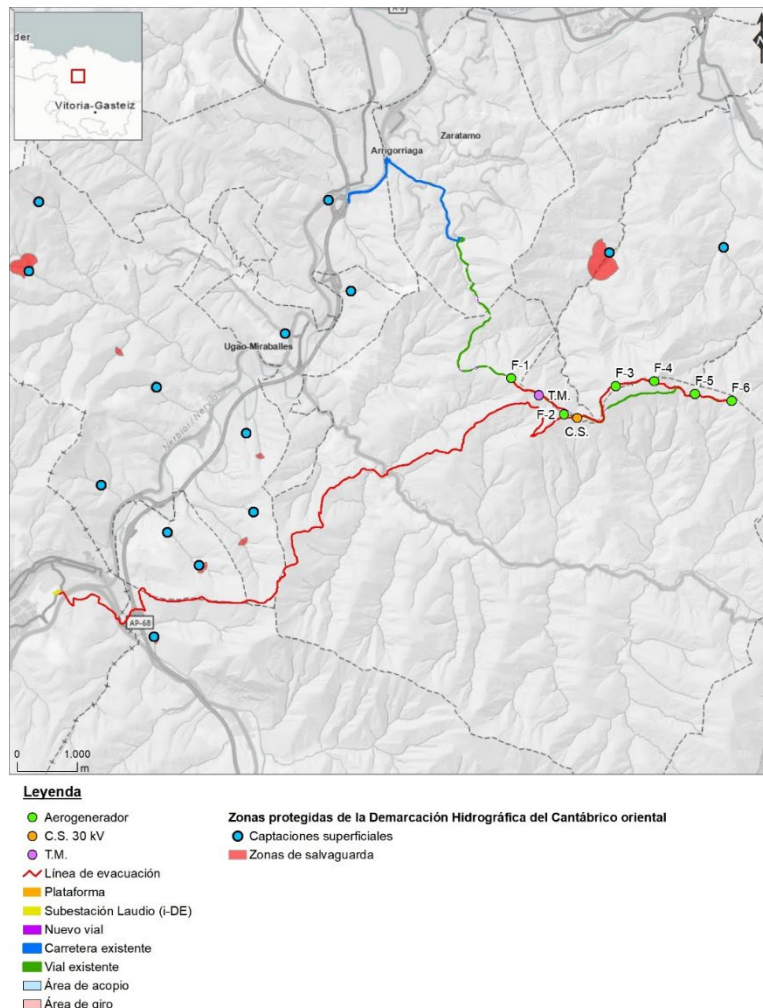 der
Vitoria-Gasteiz
Zaratamo
Arrigorriaga
Ugao-Miraballes
F-1
T.M.
F-2
C.S.
F-3
F-4
F-5
F-6
AP-68
0 1.000
m
Leyenda
Aerogenerador
C.S. 30 kV
T.M.
Línea de evacuación
Plataforma
Subestación Laudio (i-DE)
Nuevo vial
Carretera existente
Vial existente
Área de acopio
Área de giro
Zonas protegidas de la Demarcación Hidrográfica del Cantábrico oriental
Captaciones superficiales
Zonas de salvaguarda